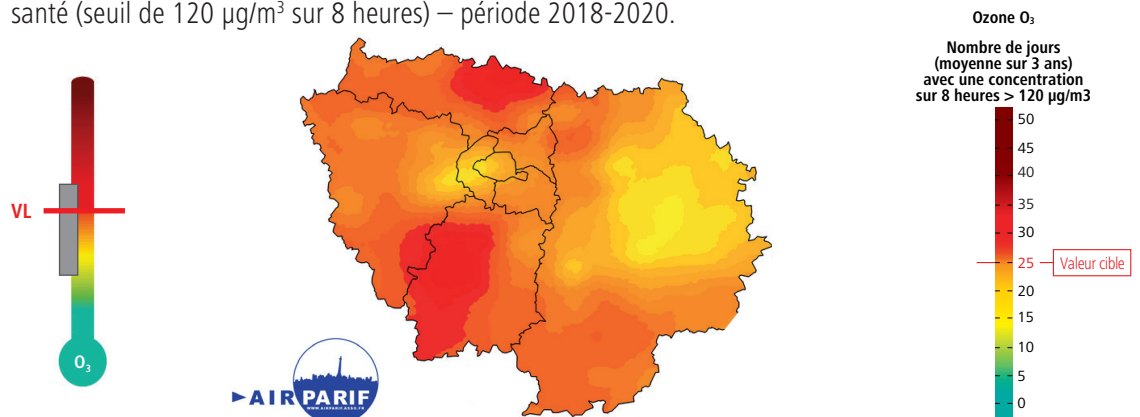 santé (seuil de 120 µg/m³ sur 8 heures) – période 2018-2020.
VL
O₃
AIRPARIF
WWW.AIRPARIF.ASSO.FR
Ozone O₃
Nombre de jours
(moyenne sur 3 ans)
avec une concentration
sur 8 heures > 120 µg/m3
50
45
40
35
30
25
Valeur cible
20
15
10
5
0